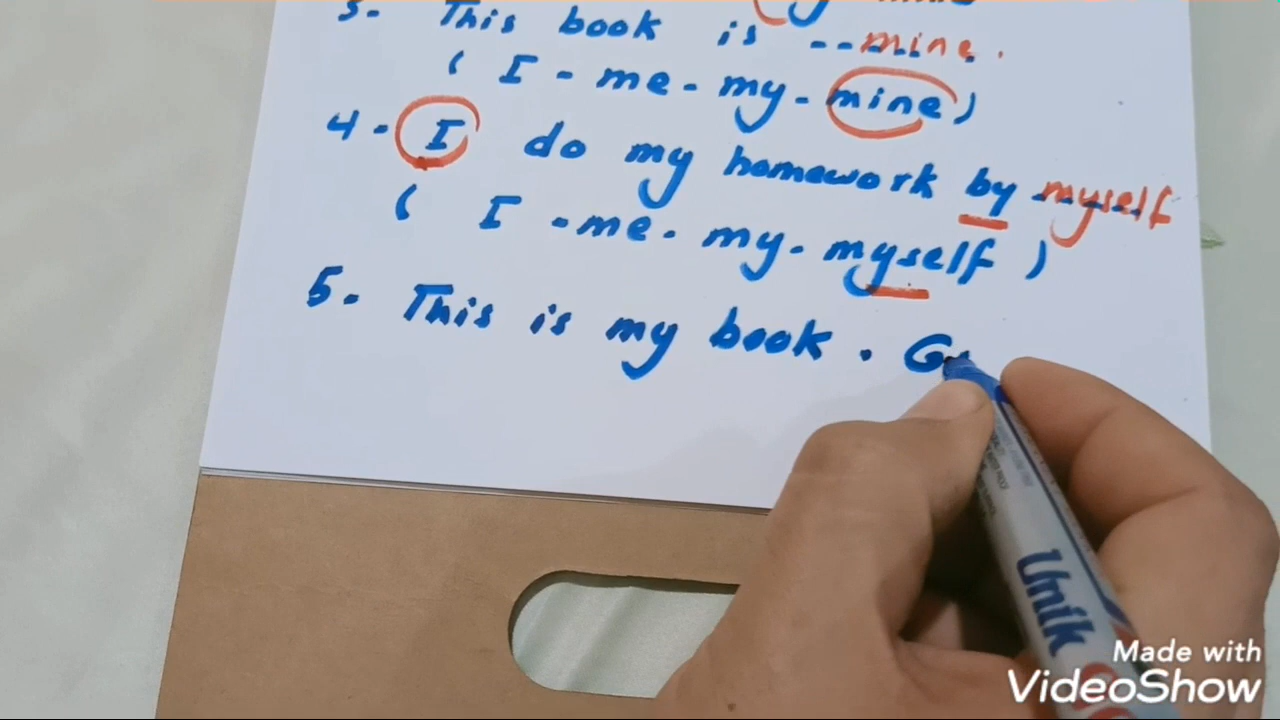 3- This book is -- mine.
( I - me - my - mine )
4- I do my homework by myself
( I - me - my - myself )
5- This is my book. G
Unik
Made with
VideoShow